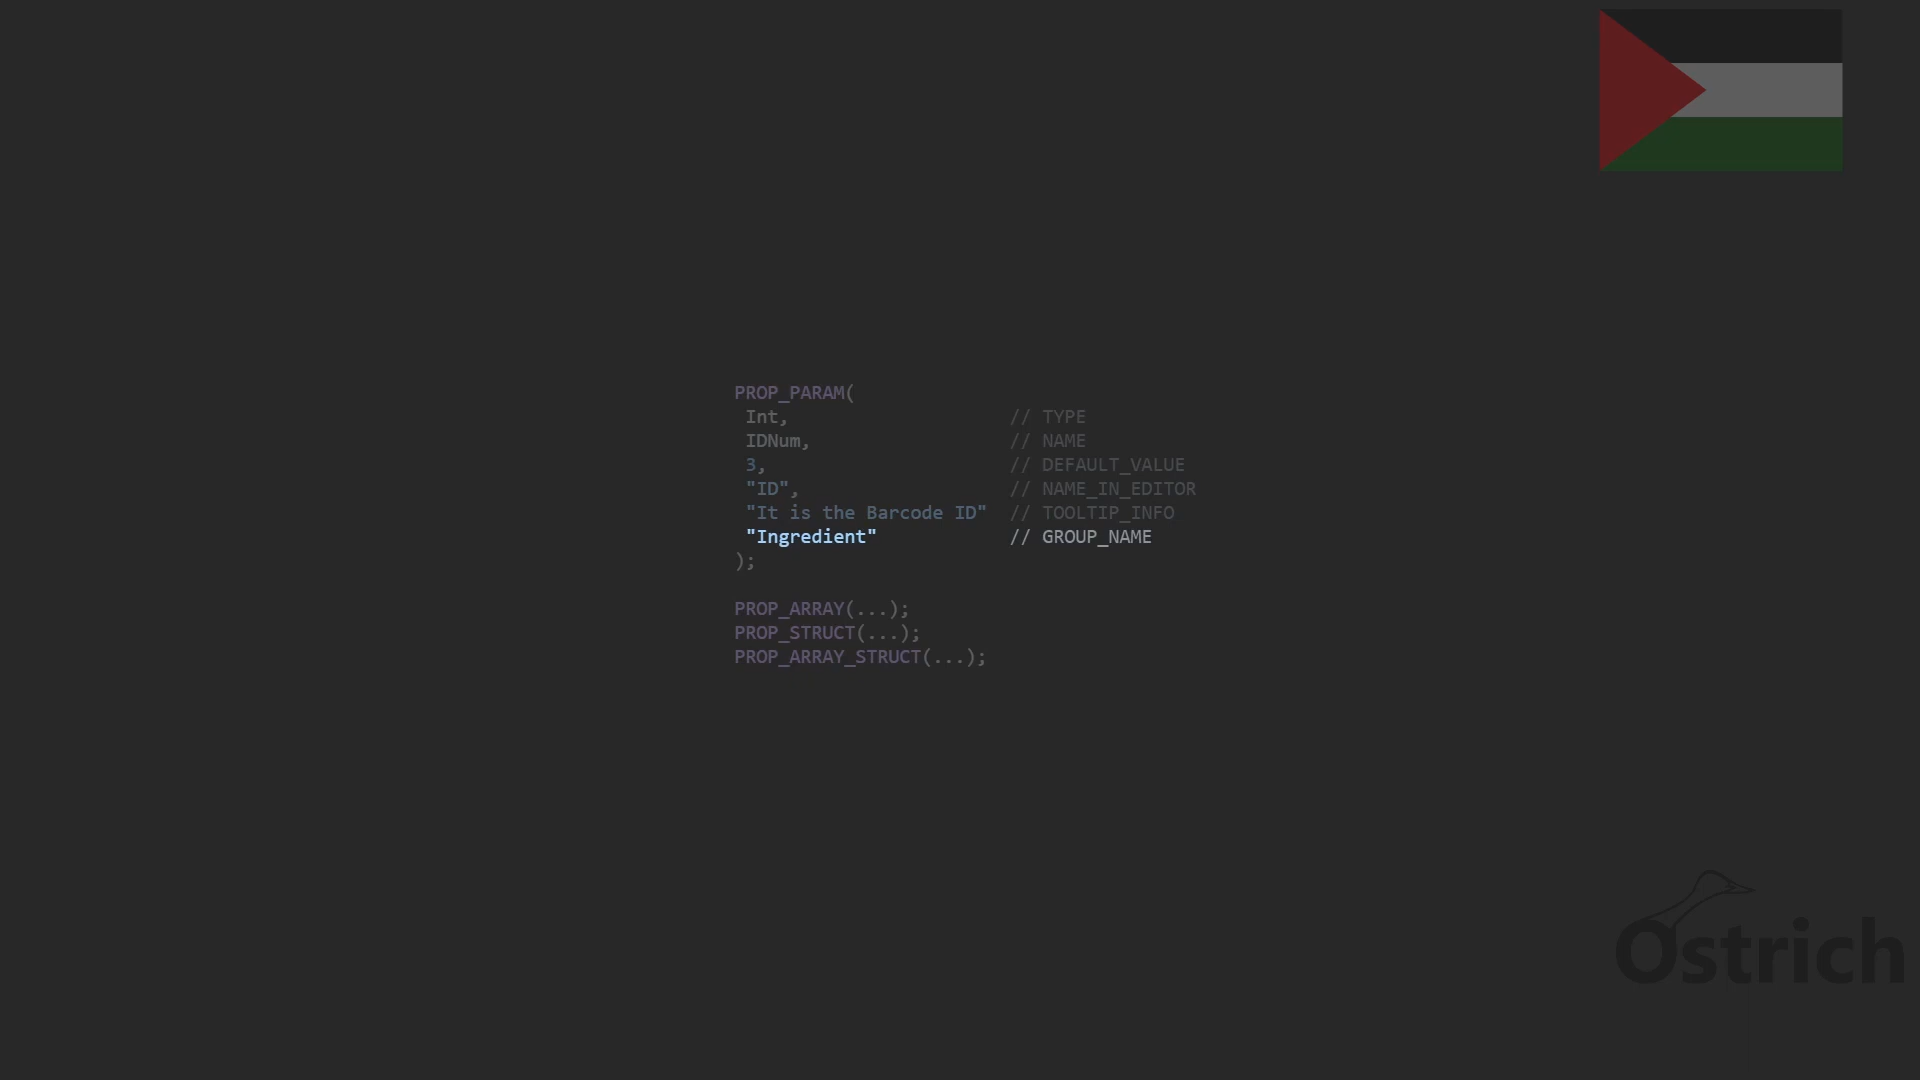 PROP_PARAM(
Int, // TYPE
IDNum, // NAME
3, // DEFAULT_VALUE
"ID", // NAME_IN_EDITOR
"It is the Barcode ID" // TOOLTIP_INFO
"Ingredient" // GROUP_NAME
);
PROP_ARRAY(...);
PROP_STRUCT(...);
PROP_ARRAY_STRUCT(...);
Ostrich